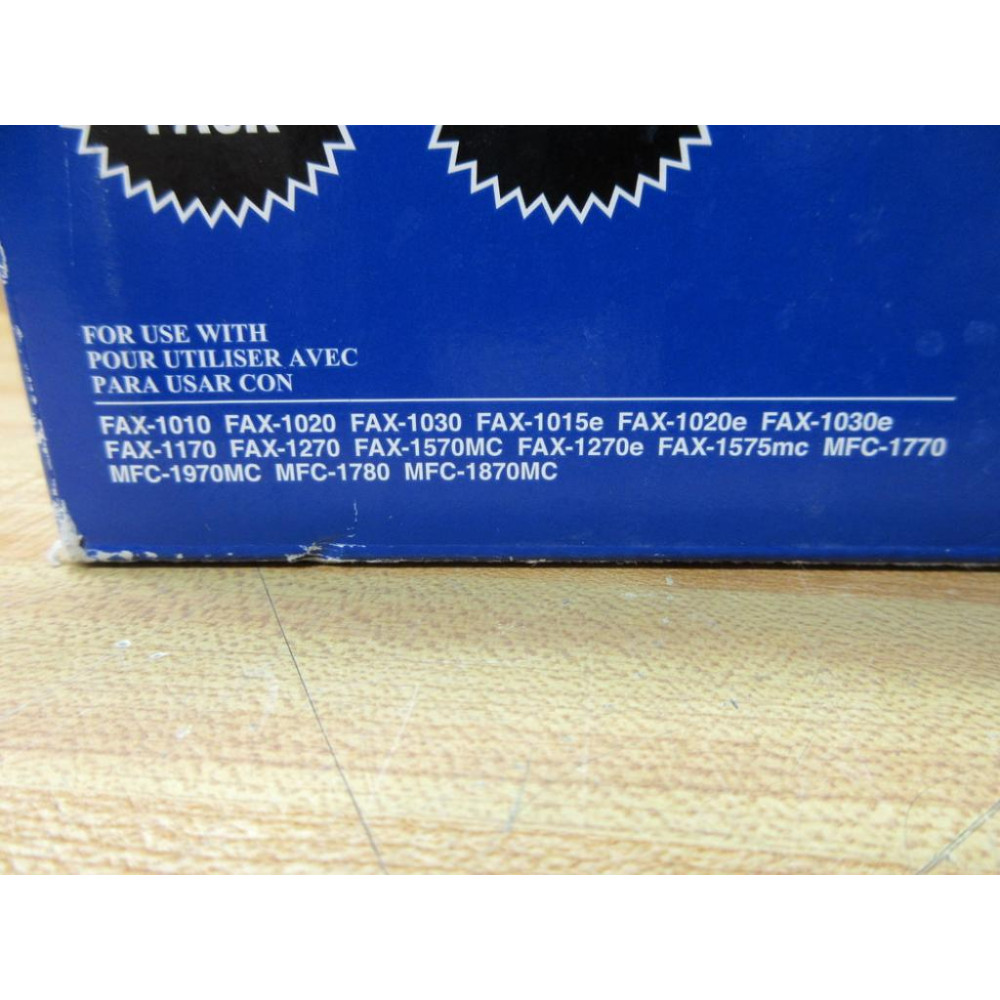 PACK
FOR USE WITH
POUR UTILISER AVEC
PARA USAR CON
FAX-1010 FAX-1020 FAX-1030 FAX-1015e FAX-1020e FAX-1030e
FAX-1170 FAX-1270 FAX-1570MC FAX-1270e FAX-1575mc MFC-1770
MFC-1970MC MFC-1780 MFC-1870MC